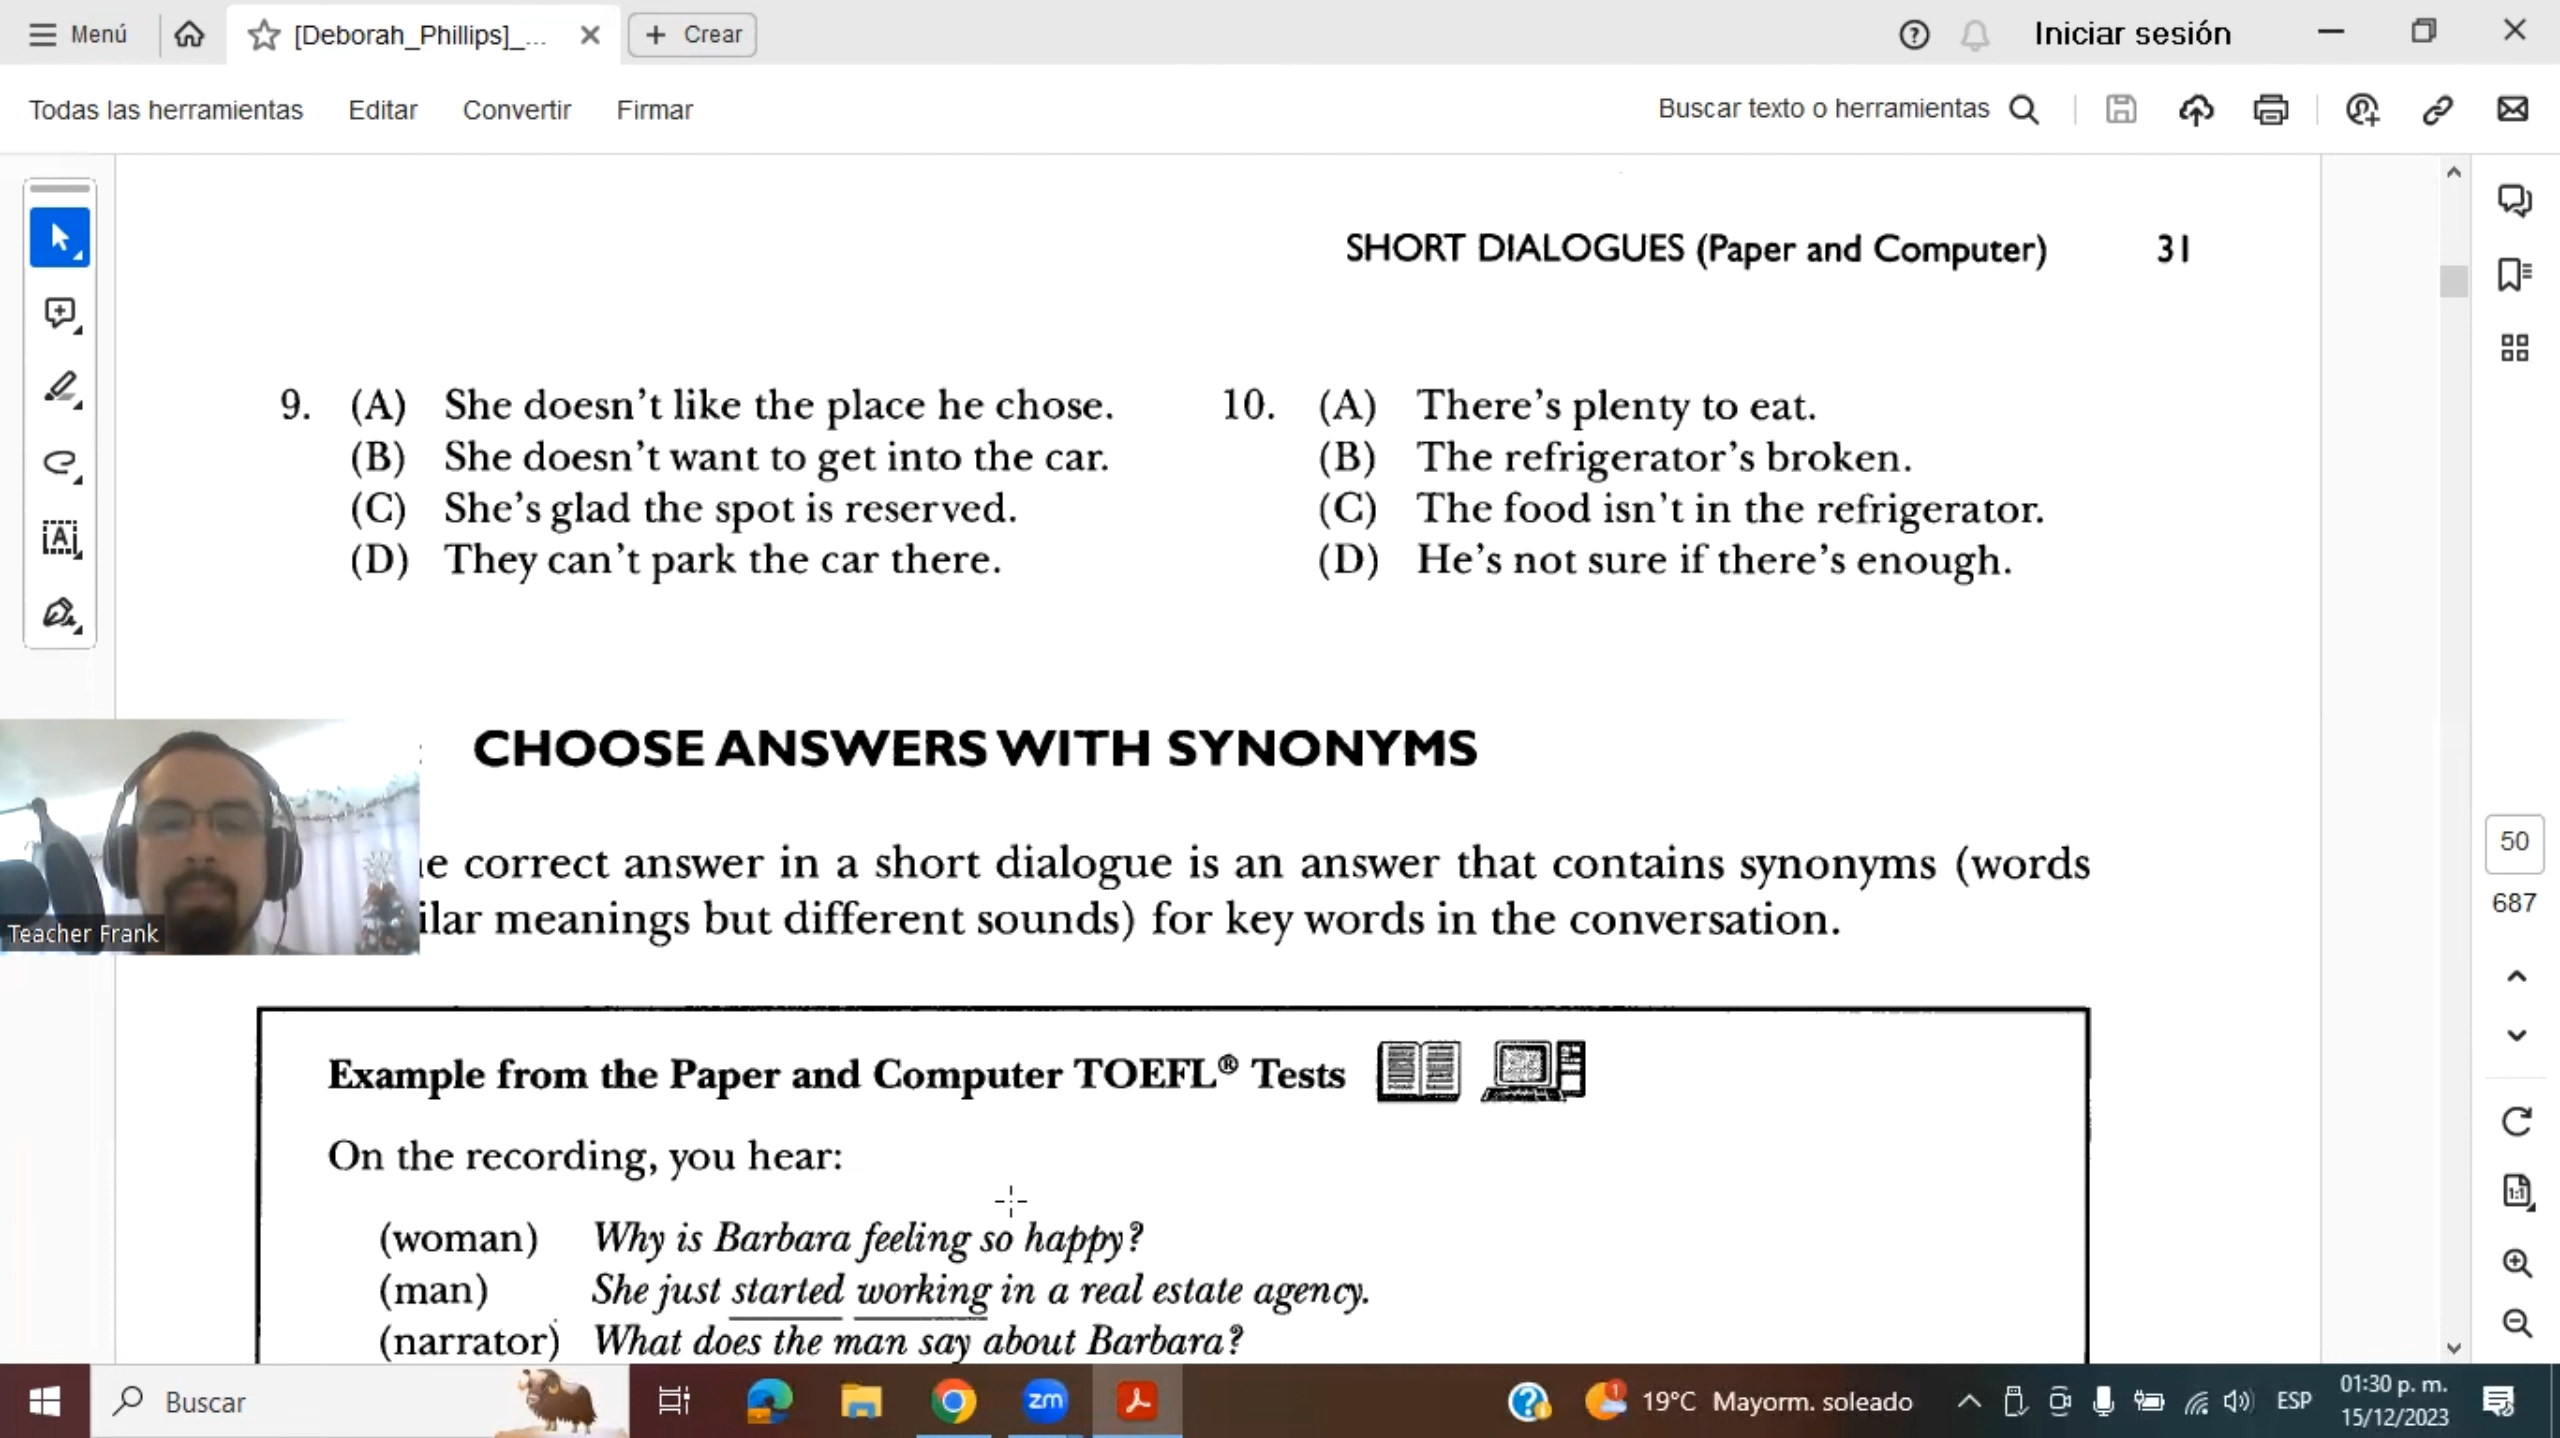 Menú
[Deborah_Phillips]_...
Crear
Iniciar sesión
Todas las herramientas
Editar
Convertir
Firmar
Buscar texto o herramientas
SHORT DIALOGUES (Paper and Computer) 31
9. (A) She doesn't like the place he chose.
(B) She doesn't want to get into the car.
(C) She's glad the spot is reserved.
(D) They can't park the car there.
10. (A) There's plenty to eat.
(B) The refrigerator's broken.
(C) The food isn't in the refrigerator.
(D) He's not sure if there's enough.
CHOOSE ANSWERS WITH SYNONYMS
correct answer in a short dialogue is an answer that contains synonyms (words
meanings but different sounds) for key words in the conversation.
Teacher Frank
Example from the Paper and Computer TOEFL® Tests
On the recording, you hear:
(woman) Why is Barbara feeling so happy?
(man) She just started working in a real estate agency.
(narrator) What does the man say about Barbara?
50
687
1:1
Buscar
zm
1
19°C Mayorm. soleado
ESP
01:30 p. m.
15/12/2023